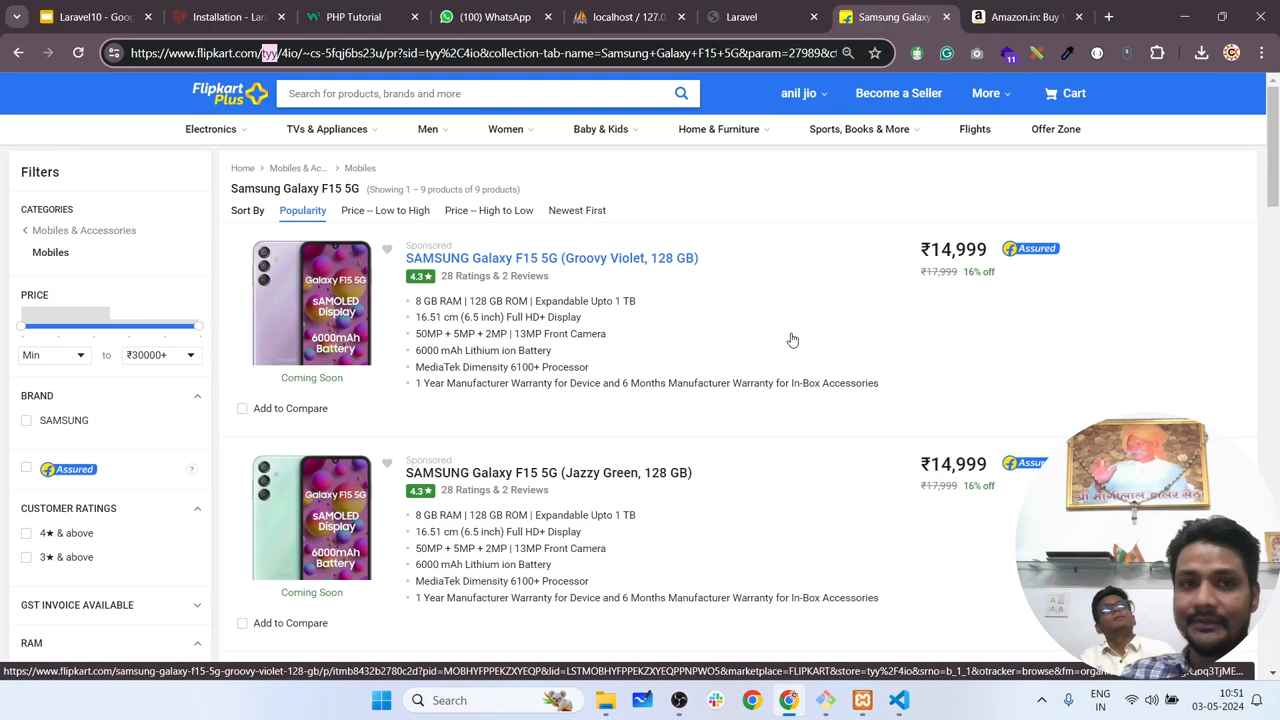 Laravel10 - Goog
Installation - Lara
PHP Tutorial
(100) WhatsApp
localhost / 127.0.
Laravel
Samsung Galaxy
Amazon.in: Buy
https://www.flipkart.com/tyy/4io/~cs-5fqj6bs23u/pr?sid=tyy%2C4io&collection-tab-name=Samsung+Galaxy+F15+5G&param=27989&ct
11
Flipkart
Plus
Search for products, brands and more
anil jio
Become a Seller
More
Cart
Electronics
TVs & Appliances
Men
Women
Baby & Kids
Home & Furniture
Sports, Books & More
Flights
Offer Zone
Filters
CATEGORIES
Mobiles & Accessories
Mobiles
PRICE
Min
to
₹30000+
BRAND
SAMSUNG
Assured
?
CUSTOMER RATINGS
4★ & above
3★ & above
GST INVOICE AVAILABLE
RAM
Home > Mobiles & Ac... > Mobiles
Samsung Galaxy F15 5G (Showing 1 – 9 products of 9 products)
Sort By
Popularity
Price -- Low to High
Price -- High to Low
Newest First
Galaxy F15 5G
sAMOLED
Display
6000mAh
Battery
Coming Soon
Add to Compare
Sponsored
SAMSUNG Galaxy F15 5G (Groovy Violet, 128 GB)
4.3★ 28 Ratings & 2 Reviews
8 GB RAM | 128 GB ROM | Expandable Upto 1 TB
16.51 cm (6.5 inch) Full HD+ Display
50MP + 5MP + 2MP | 13MP Front Camera
6000 mAh Lithium ion Battery
MediaTek Dimensity 6100+ Processor
1 Year Manufacturer Warranty for Device and 6 Months Manufacturer Warranty for In-Box Accessories
₹14,999
Assured
₹17,999 16% off
Galaxy F15 5G
sAMOLED
Display
6000mAh
Battery
Coming Soon
Add to Compare
Sponsored
SAMSUNG Galaxy F15 5G (Jazzy Green, 128 GB)
4.3★ 28 Ratings & 2 Reviews
8 GB RAM | 128 GB ROM | Expandable Upto 1 TB
16.51 cm (6.5 inch) Full HD+ Display
50MP + 5MP + 2MP | 13MP Front Camera
6000 mAh Lithium ion Battery
MediaTek Dimensity 6100+ Processor
1 Year Manufacturer Warranty for Device and 6 Months Manufacturer Warranty for In-Box Accessories
₹14,999
Assu
₹17,999 16% off
Search
ENG
IN
10:51
03-05-2024